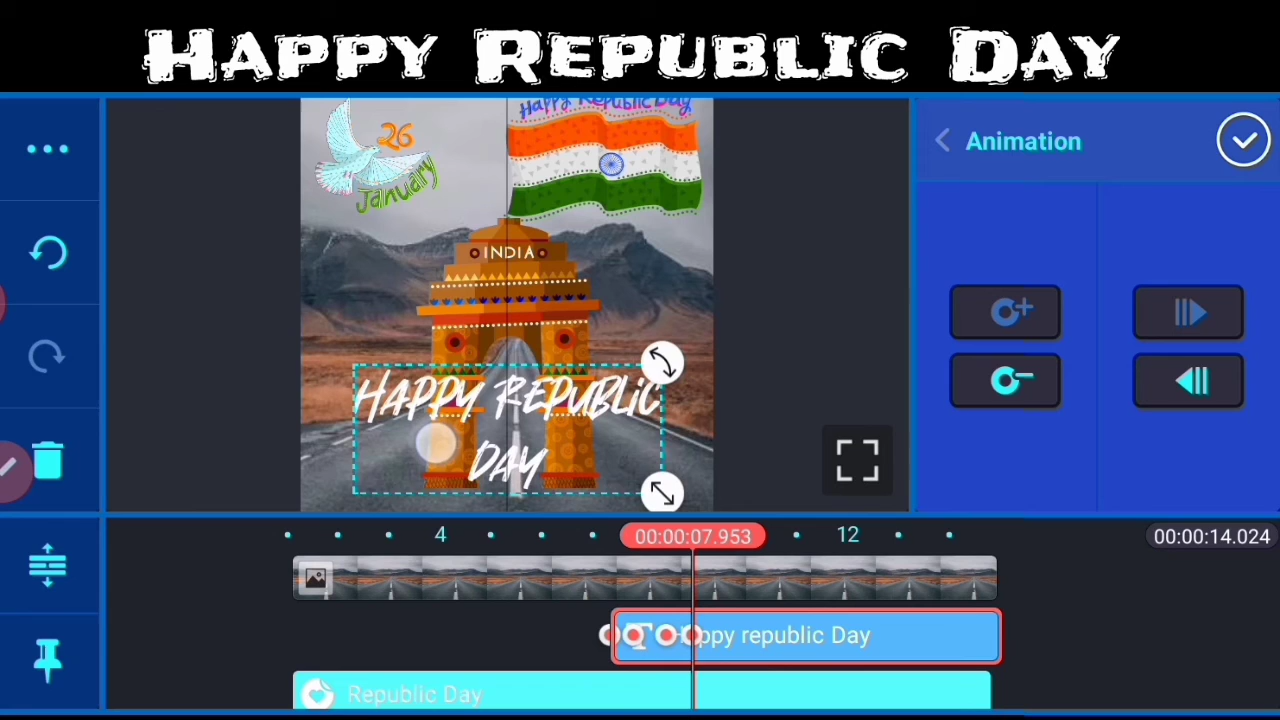 Happy Republic Day
Happy Republic Day
26
January
Animation
INDIA
Happy Republic
Day
4
00:00:07.953
12
00:00:14.024
Happy republic Day
Republic Day